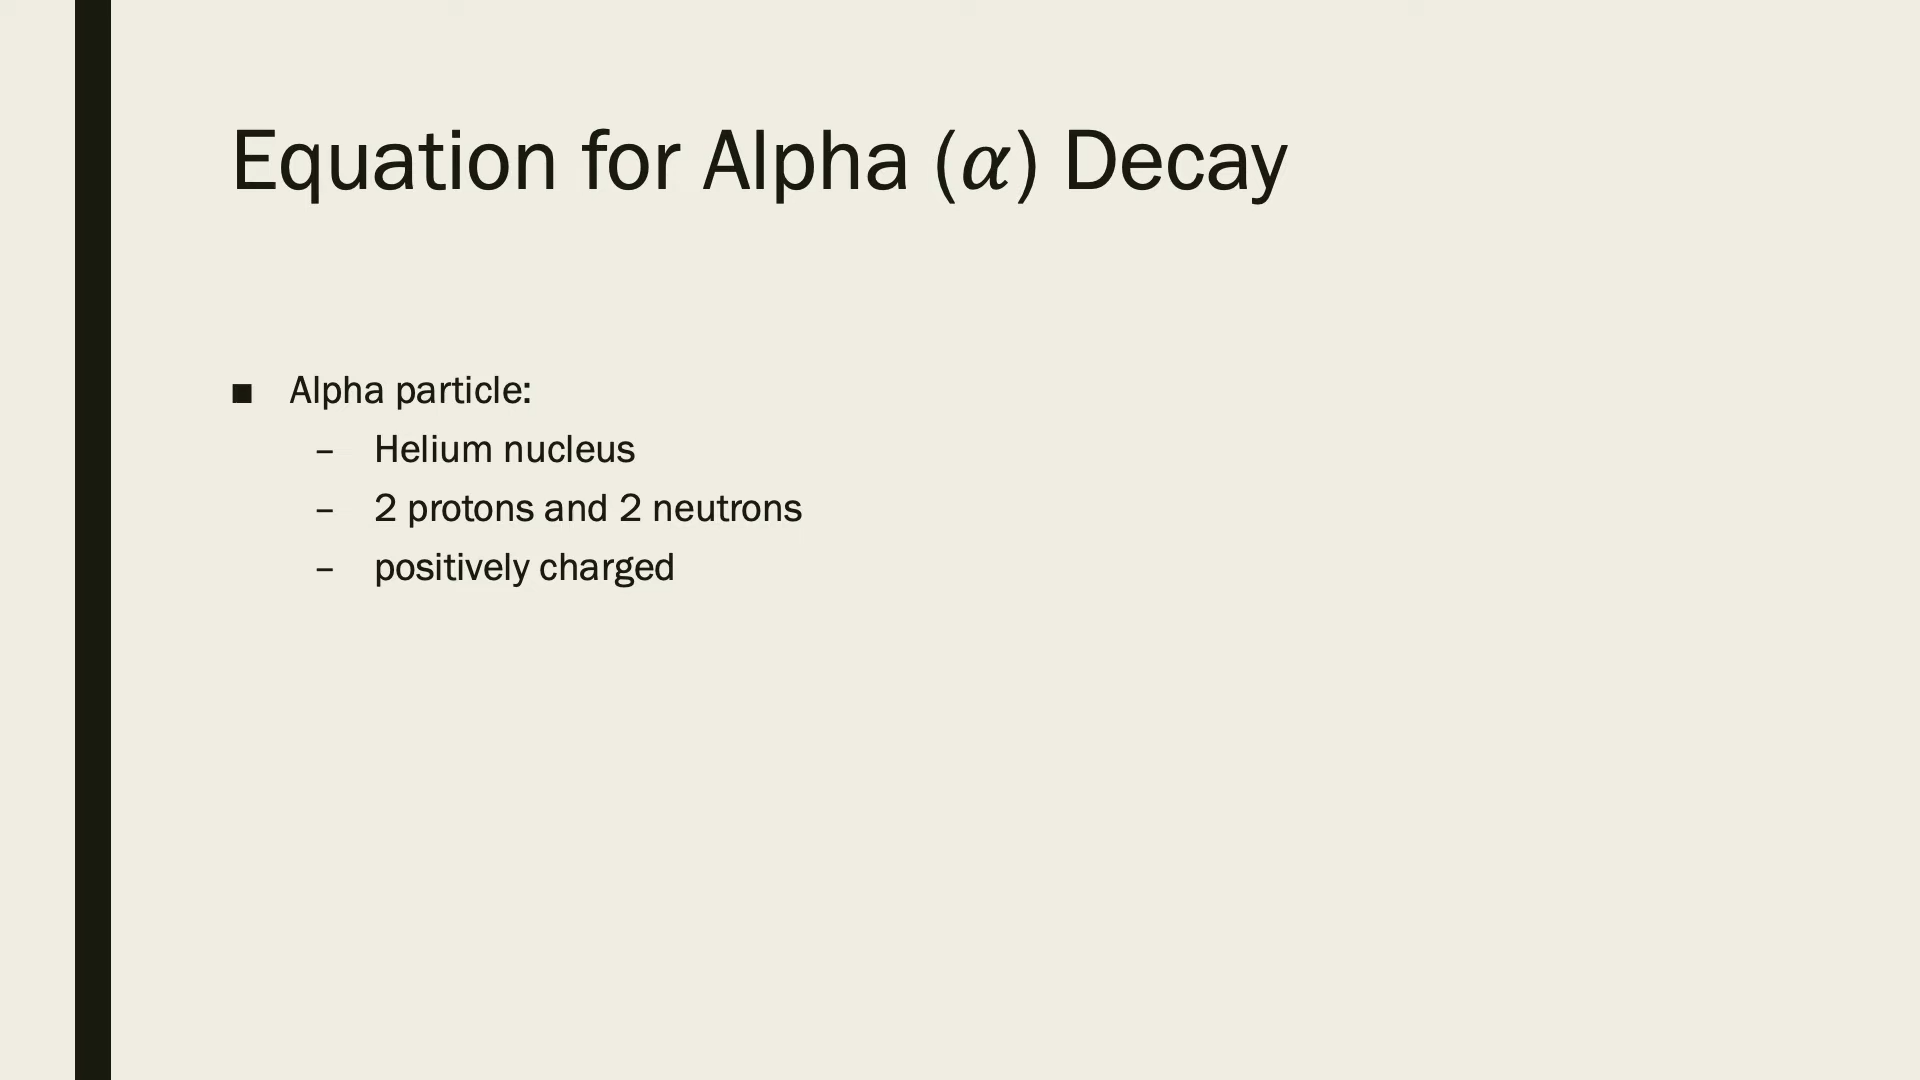 Equation for Alpha (α) Decay
■ Alpha particle:
– Helium nucleus
– 2 protons and 2 neutrons
– positively charged